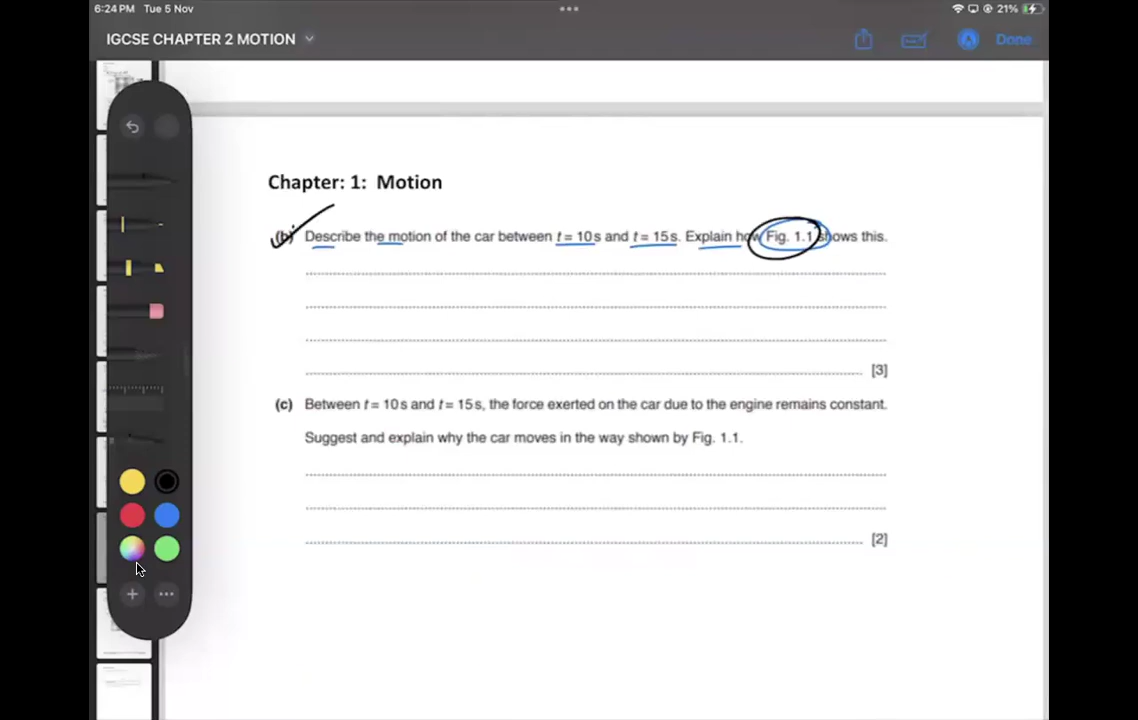 6:24 PM Tue 5 Nov
21%
IGCSE CHAPTER 2 MOTION
Done
Chapter: 1: Motion
(b) Describe the motion of the car between t = 10 s and t = 15 s. Explain how Fig. 1.1 shows this.
[3]
(c) Between t = 10 s and t = 15 s, the force exerted on the car due to the engine remains constant.
Suggest and explain why the car moves in the way shown by Fig. 1.1.
[2]